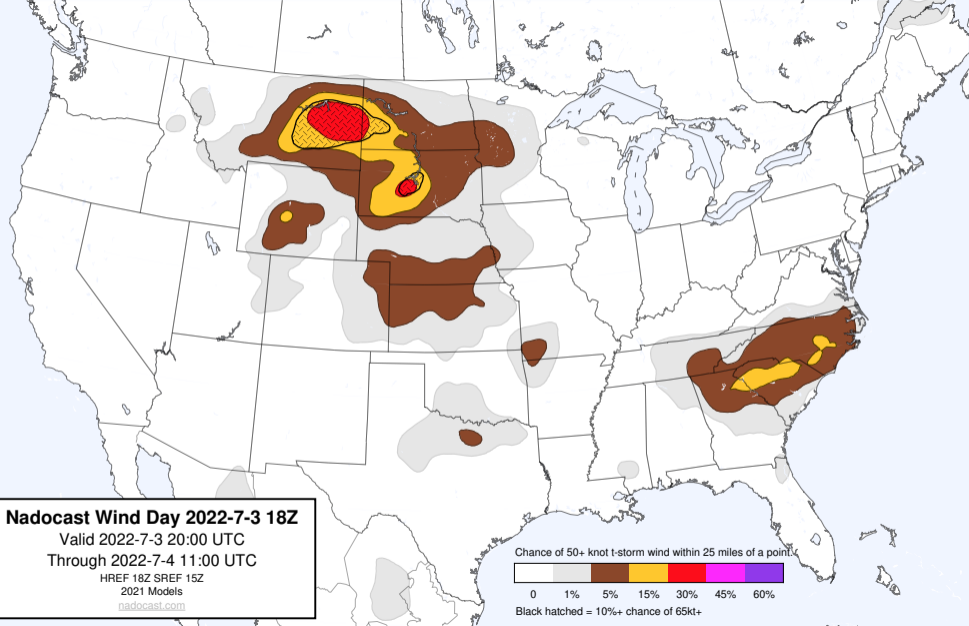 Nadocast Wind Day 2022-7-3 18Z
Valid 2022-7-3 20:00 UTC
Through 2022-7-4 11:00 UTC
HREF 18Z SREF 15Z
2021 Models
nadocast.com
Chance of 50+ knot t-storm wind within 25 miles of a point.
0 1% 5% 15% 30% 45% 60%
Black hatched = 10%+ chance of 65kt+